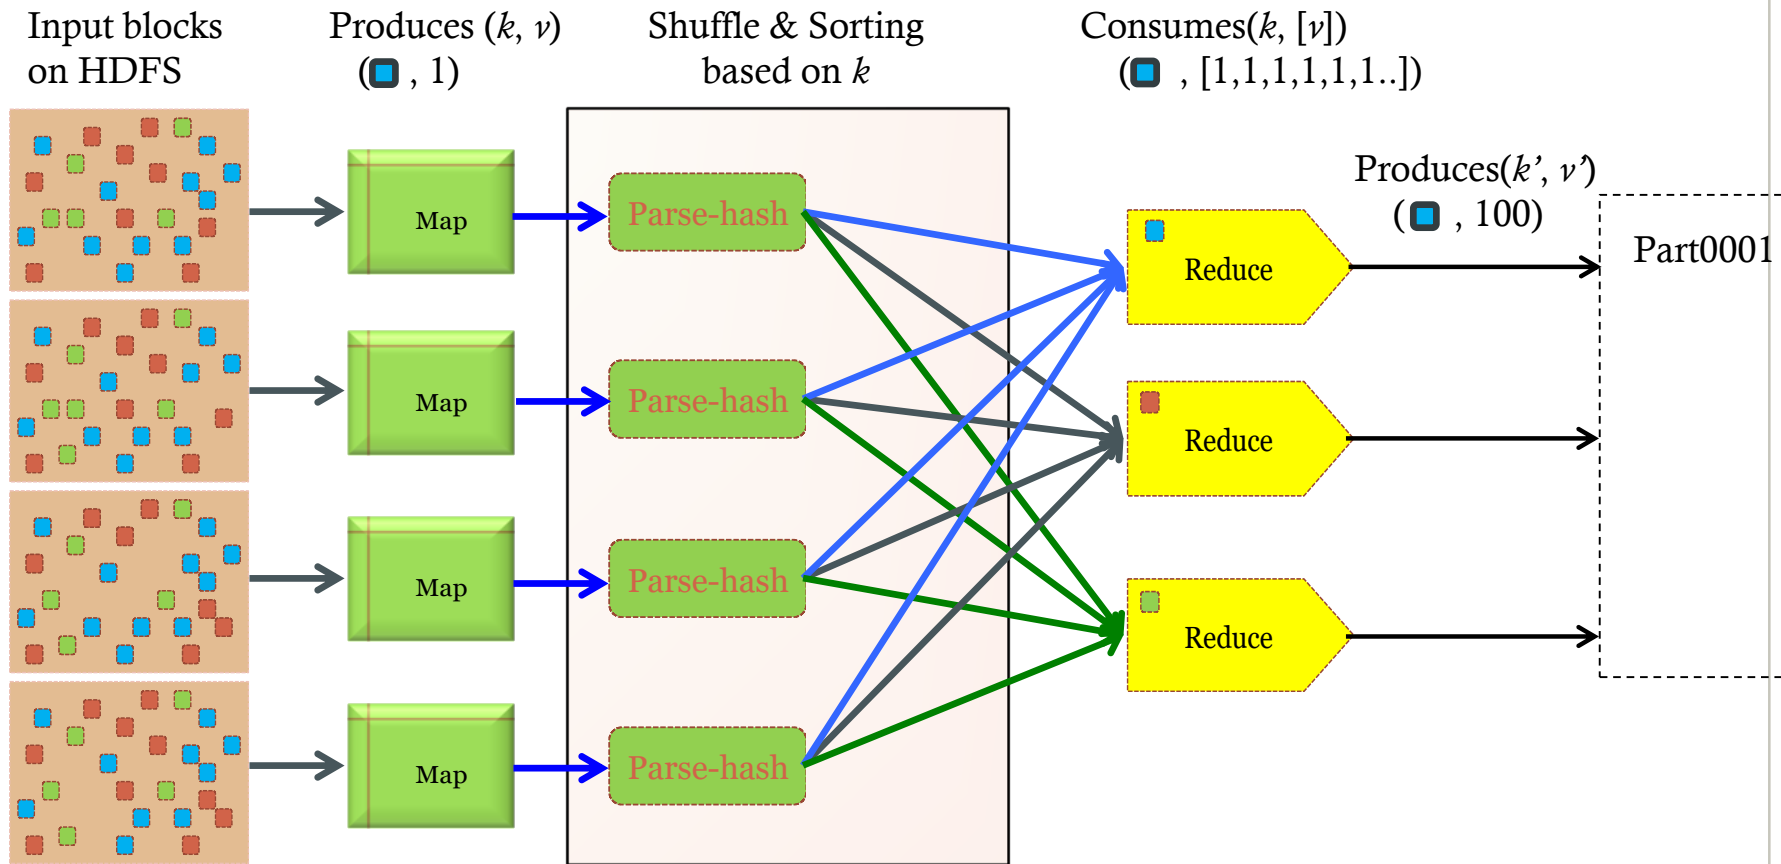 Input blocks
on HDFS
Produces (k, v)
( , 1)
Shuffle & Sorting
based on k
Consumes(k, [v])
( , [1,1,1,1,1,1..])
Produces(k’, v’)
( , 100)
Map
Parse-hash
Reduce
Part0001
Map
Parse-hash
Reduce
Map
Parse-hash
Reduce
Map
Parse-hash